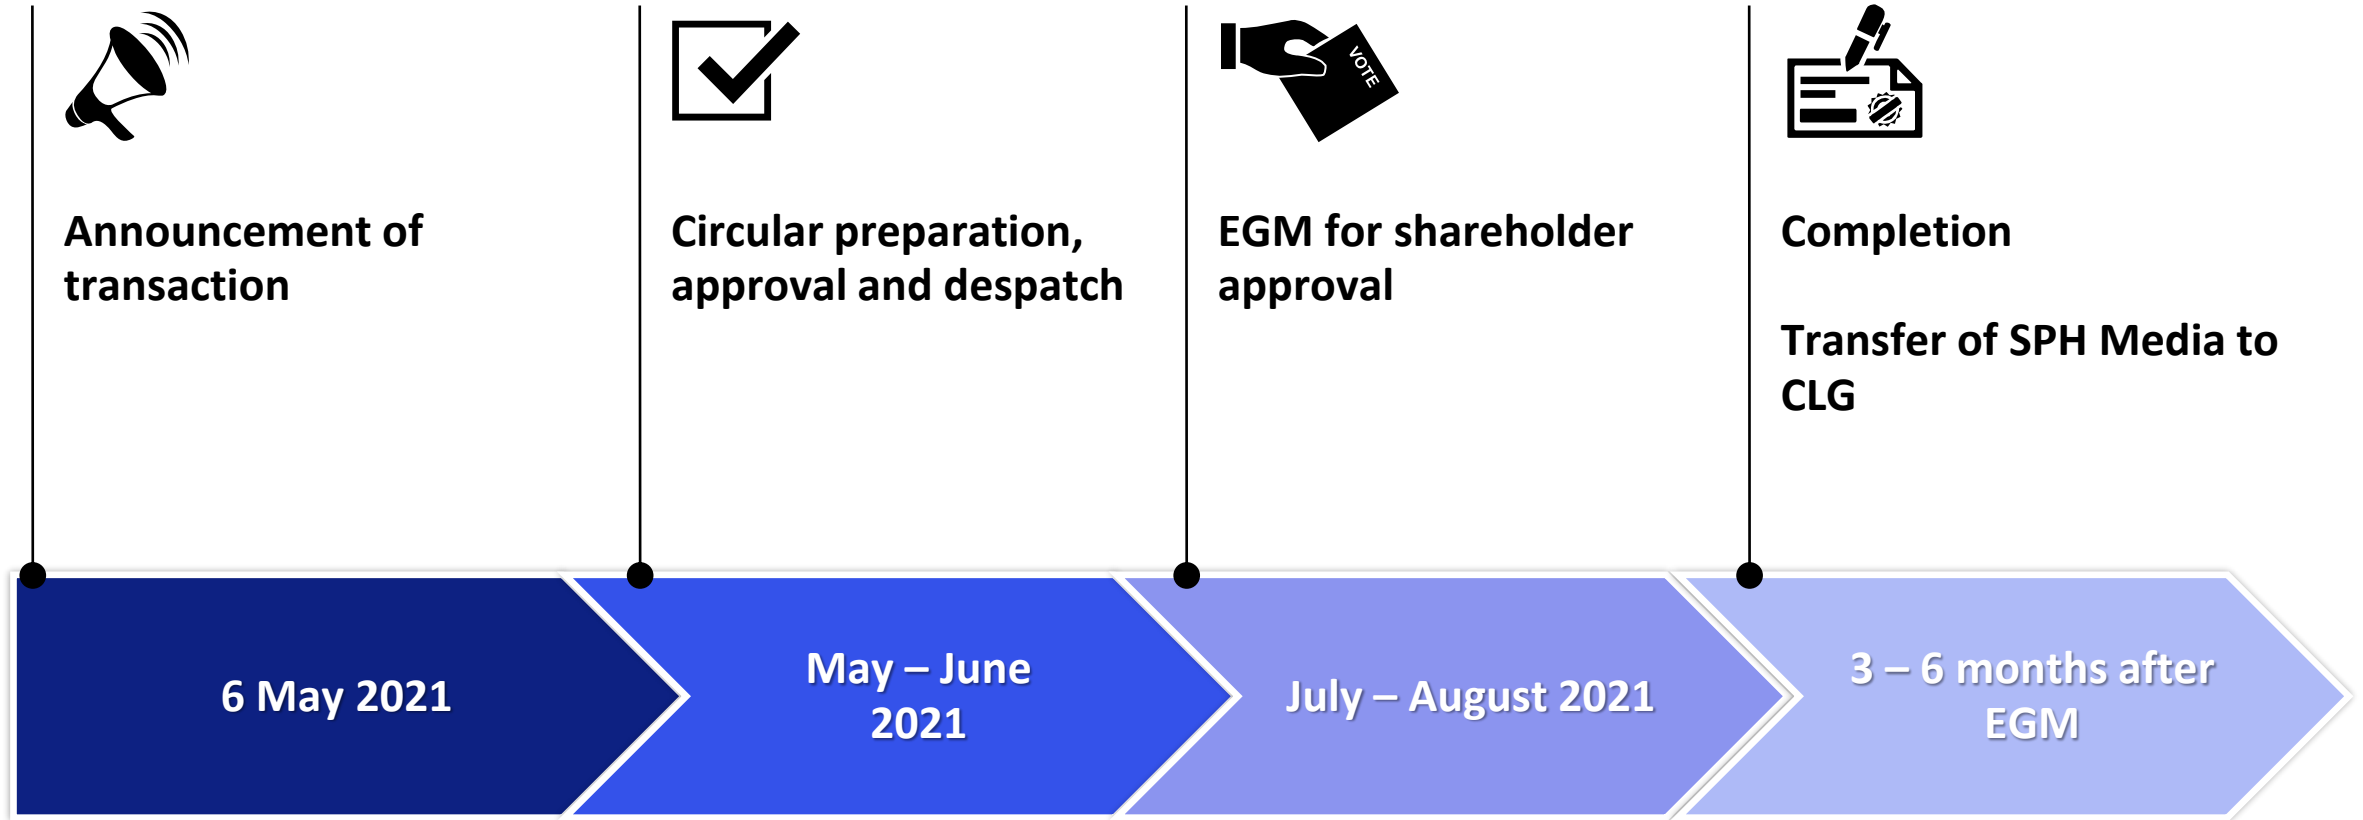 VOTE
Announcement of
transaction
Circular preparation,
approval and despatch
EGM for shareholder
approval
Completion
Transfer of SPH Media to
CLG
6 May 2021
May – June
2021
July – August 2021
3 – 6 months after
EGM